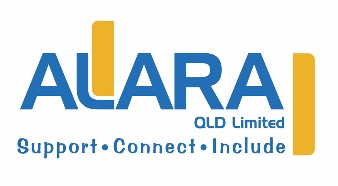 ALARA
QLD Limited
Support•Connect•Include